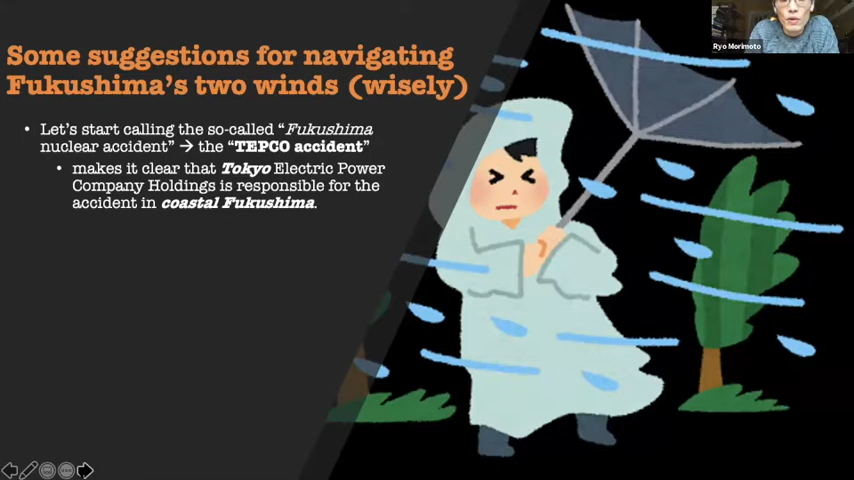 Some suggestions for navigating
Fukushima's two winds (wisely)
• Let's start calling the so-called "Fukushima
nuclear accident" → the "TEPCO accident"
• makes it clear that Tokyo Electric Power
Company Holdings is responsible for the
accident in coastal Fukushima.
Ryo Morimoto